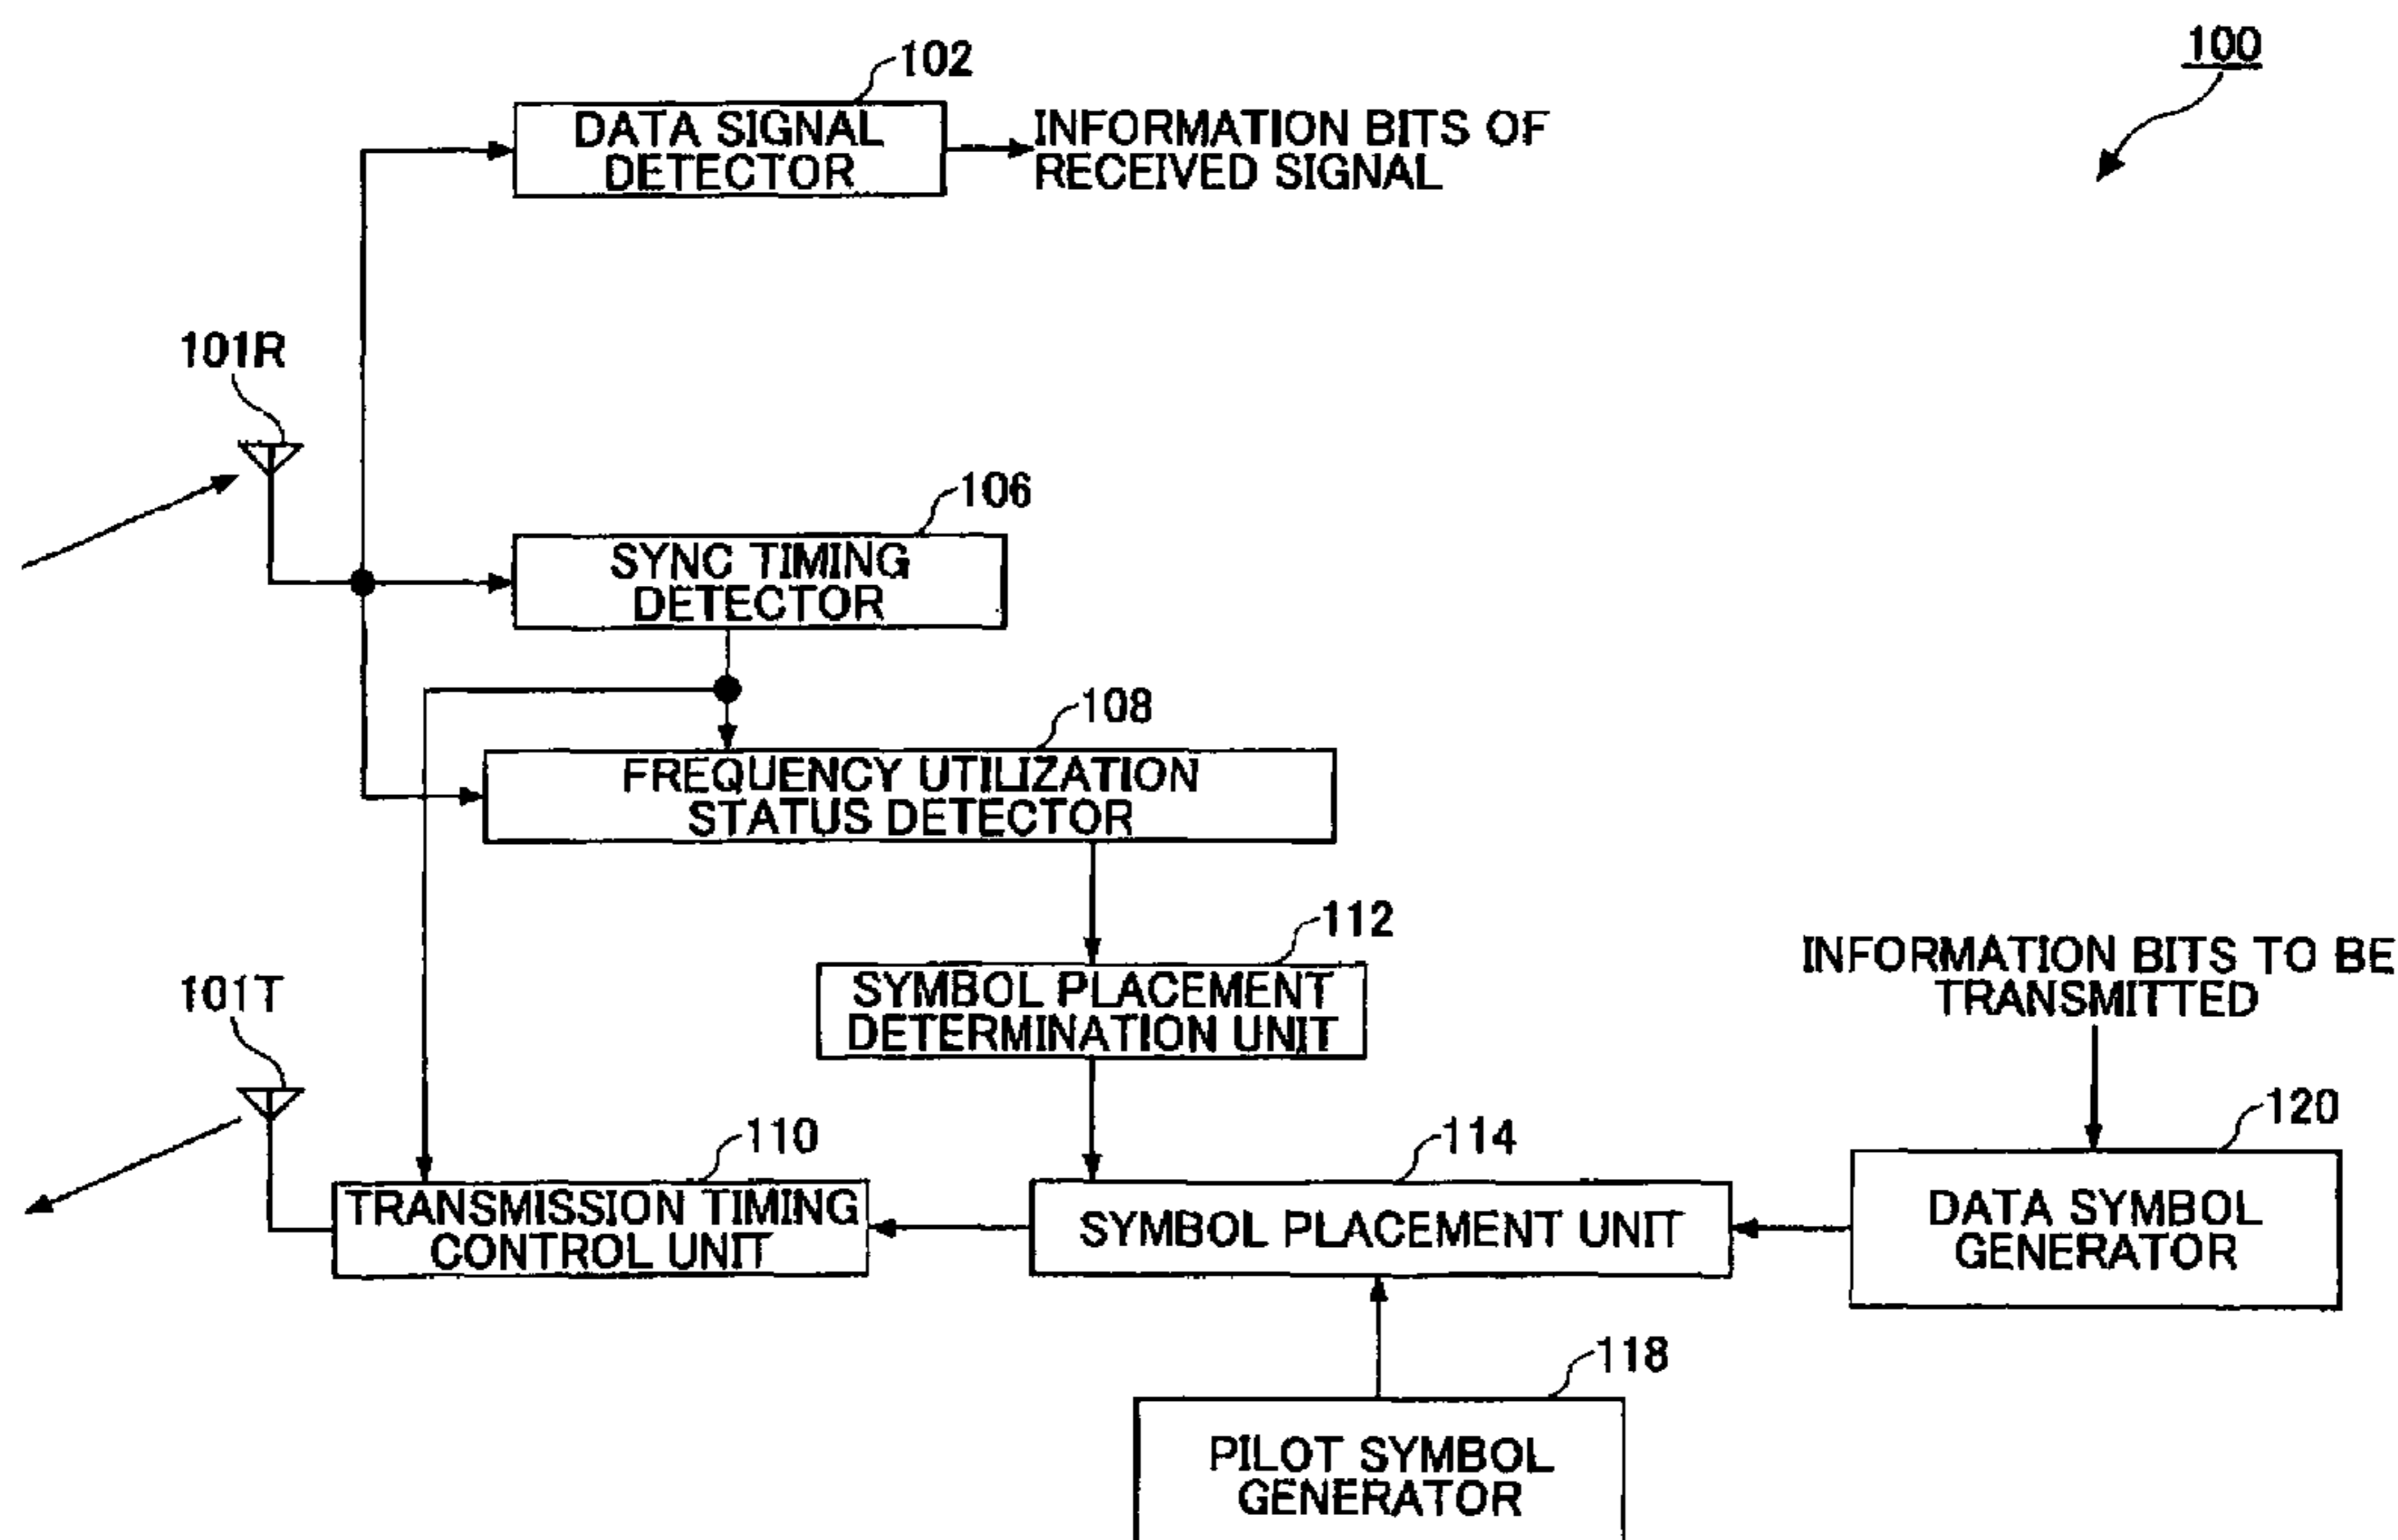 100
102
DATA SIGNAL
DETECTOR
INFORMATION BITS OF
RECEIVED SIGNAL
101R
106
SYNC TIMING
DETECTOR
108
FREQUENCY UTILIZATION
STATUS DETECTOR
112
SYMBOL PLACEMENT
DETERMINATION UNIT
INFORMATION BITS TO BE
TRANSMITTED
101T
110
TRANSMISSION TIMING
CONTROL UNIT
114
SYMBOL PLACEMENT UNIT
120
DATA SYMBOL
GENERATOR
118
PILOT SYMBOL
GENERATOR